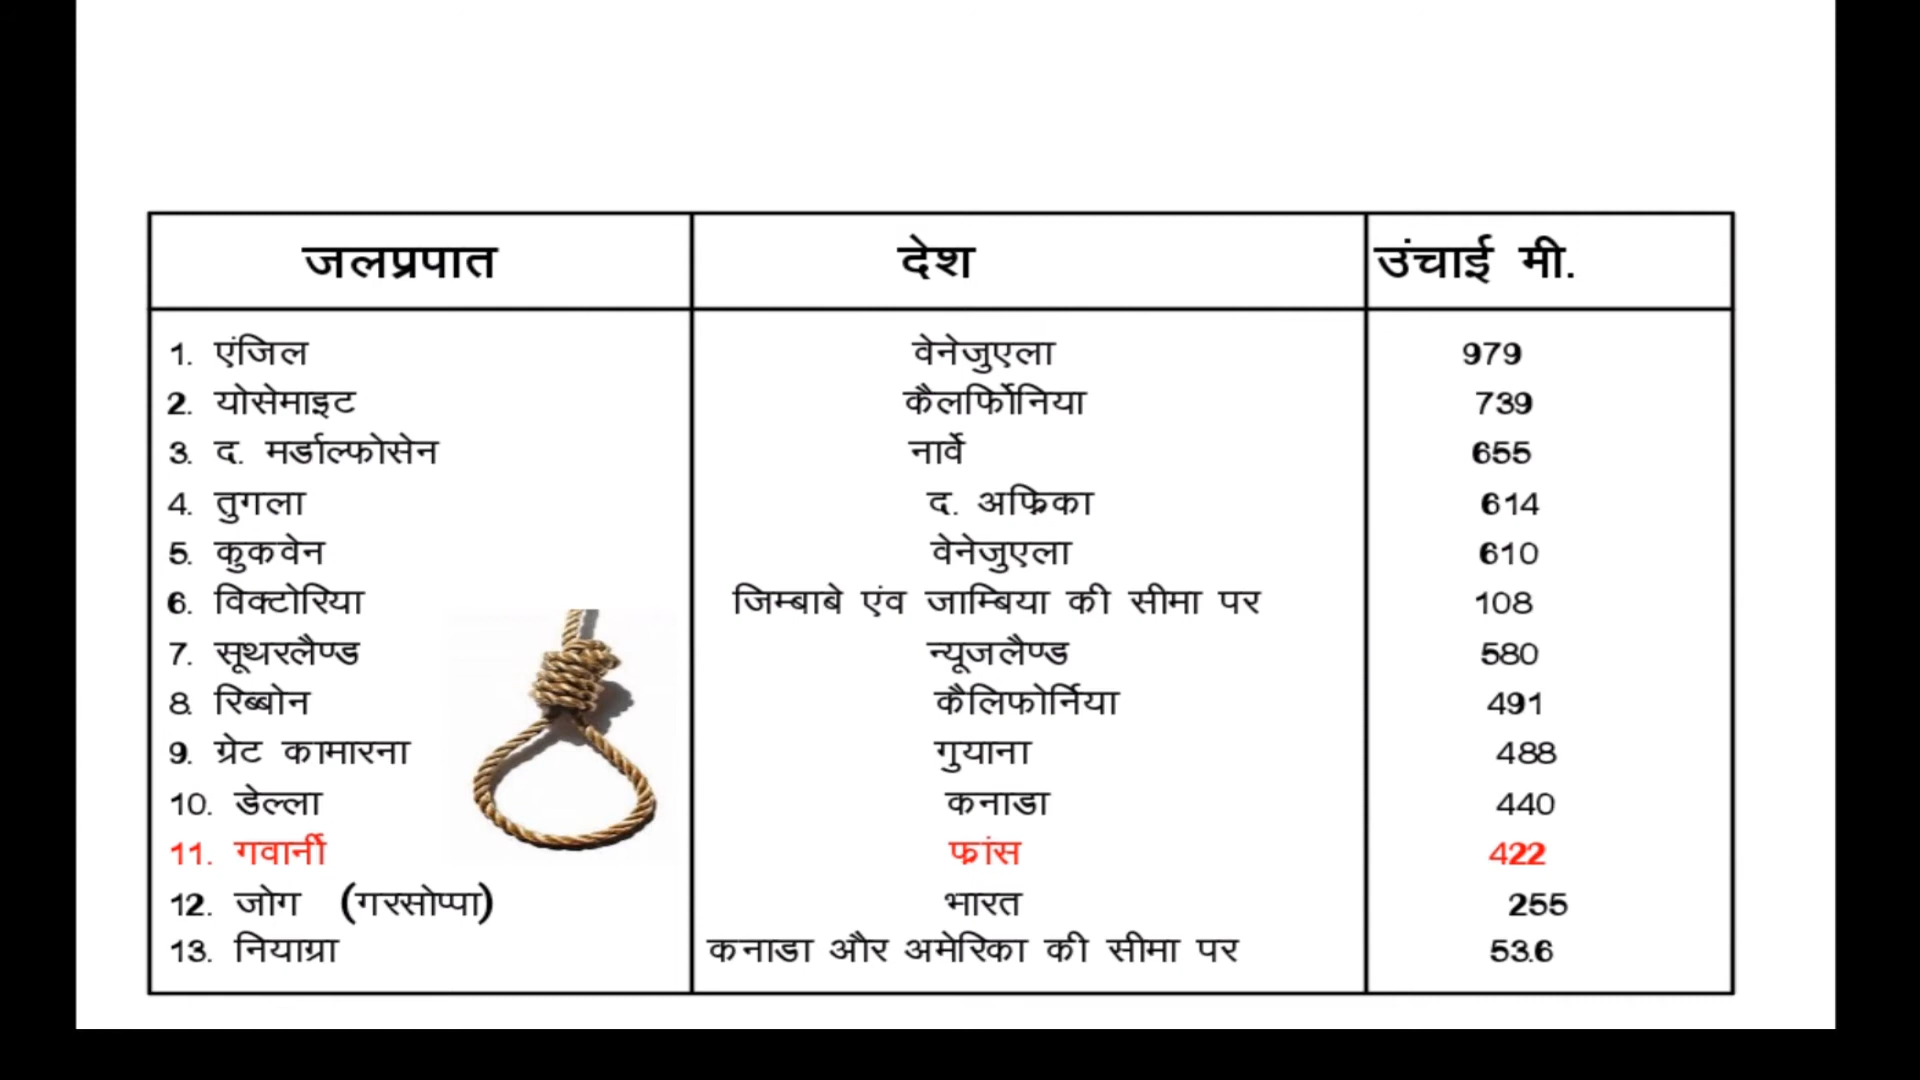 जलप्रपात देश उंचाई मी.
1. एंजिल वेनेजुएला 979
2. योसेमाइट कैलर्फोिनिया 739
3. द. मर्डाल्फोसेन नार्वे 655
4. तुगला द. अफ्रिका 614
5. कुकवेन वेनेजुएला 610
6. विक्टोरिया जिम्बाबे एंव जाम्बिया की सीमा पर 108
7. सूथरलैण्ड न्यूजलैण्ड 580
8. रिब्बोन कैलिफोर्निया 491
9. ग्रेट कामारना गुयाना 488
10. डेल्ला कनाडा 440
11. गवार्नी फ्रांस 422
12. जोग (गरसोप्पा) भारत 255
13. नियाग्रा कनाडा और अमेरिका की सीमा पर 53.6